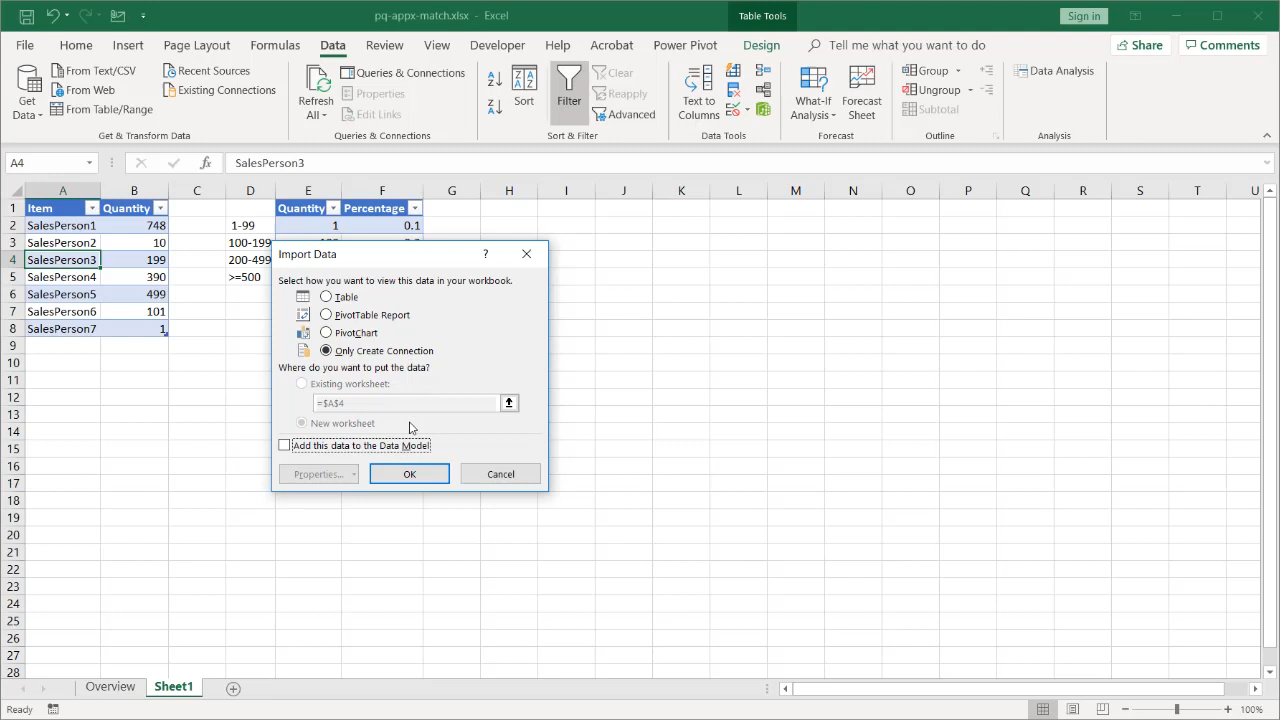 pq-appx-match.xlsx - Excel
Table Tools
Sign in
File Home Insert Page Layout Formulas Data Review View Developer Help Acrobat Power Pivot Design Tell me what you want to do Share Comments
Get
Data
From Text/CSV
From Web
From Table/Range
Recent Sources
Existing Connections
Get & Transform Data
Refresh
All
Queries & Connections
Properties
Edit Links
Queries & Connections
Sort
Filter
Clear
Reapply
Advanced
Sort & Filter
Text to
Columns
Data Tools
What-If
Analysis
Forecast
Sheet
Forecast
Group
Ungroup
Subtotal
Outline
Data Analysis
Analysis
A4 fx SalesPerson3
A B C D E F G H I J K L M N O P Q R S T U
1 Item Quantity Quantity Percentage
2 SalesPerson1 748 1-99 1 0.1
3 SalesPerson2 10 100-199
4 SalesPerson3 199 200-499
5 SalesPerson4 390 >=500
6 SalesPerson5 499
7 SalesPerson6 101
8 SalesPerson7 1
9
10
11
12
13
14
15
16
17
18
19
20
21
22
23
24
25
26
27
28
Import Data ?
Select how you want to view this data in your workbook.
Table
PivotTable Report
PivotChart
Only Create Connection
Where do you want to put the data?
Existing worksheet:
=$A$4
New worksheet
Add this data to the Data Model
Properties... OK Cancel
Overview Sheet1
Ready 100%